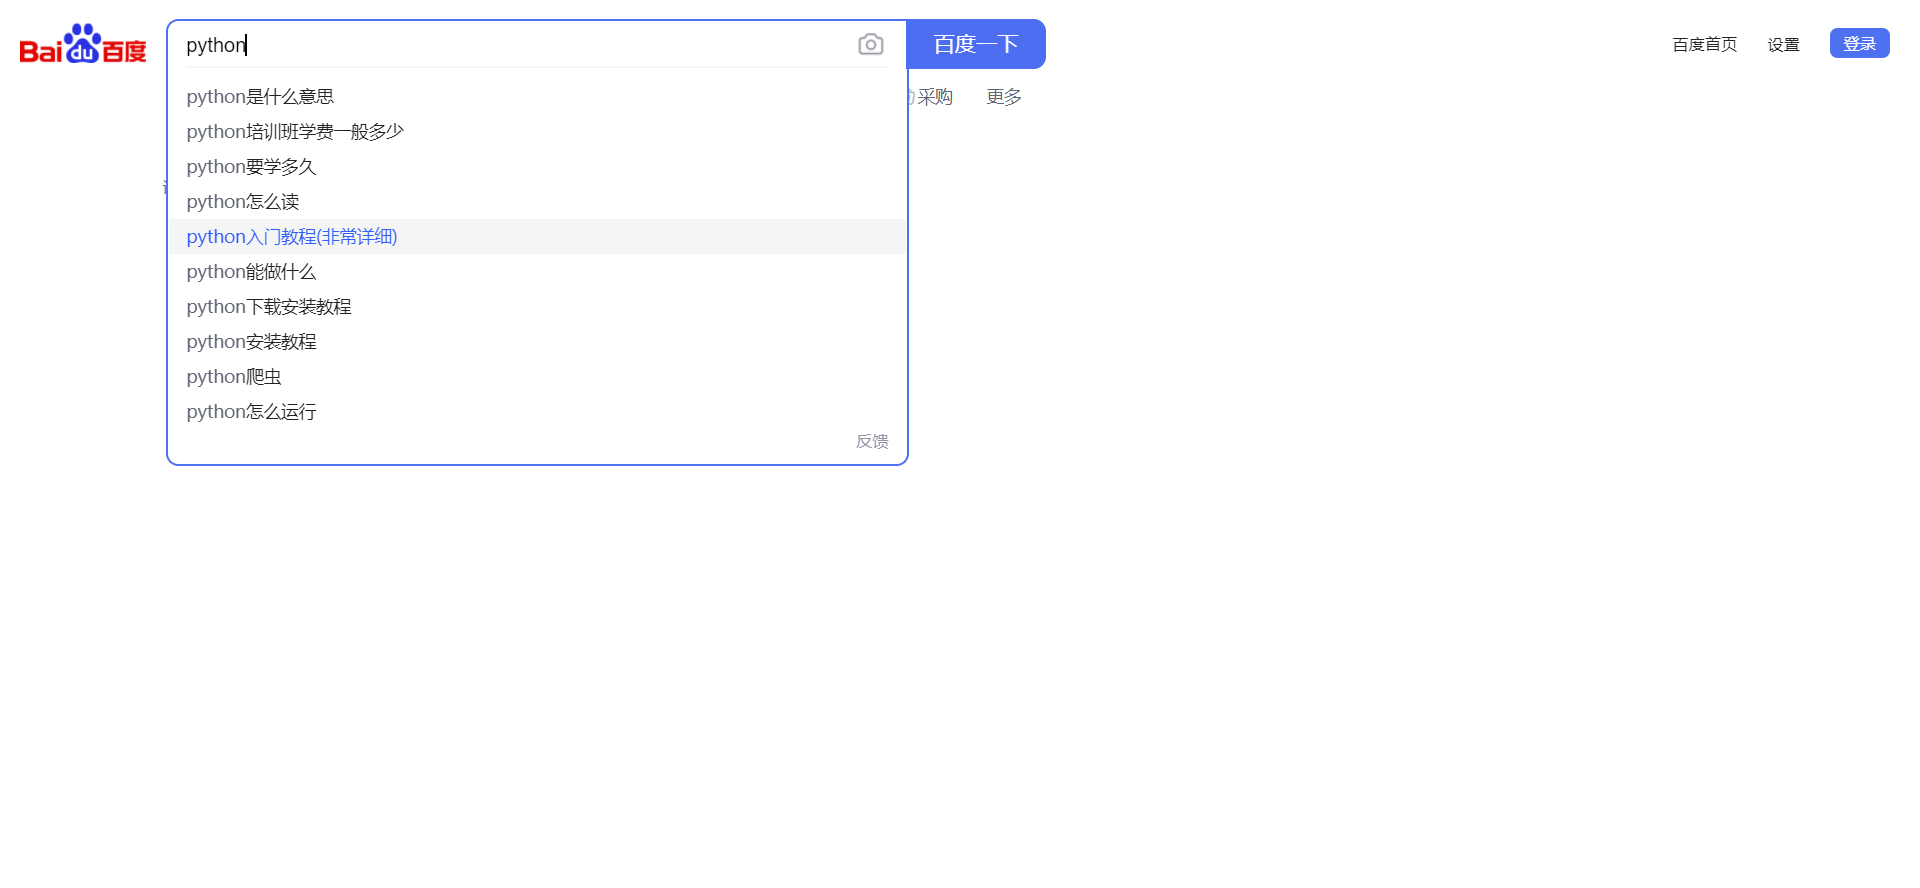 Bai du 百度
python
百度一下
百度首页
设置
登录
采购
更多
python是什么意思
python培训班学费一般多少
python要学多久
python怎么读
python入门教程(非常详细)
python能做什么
python下载安装教程
python安装教程
python爬虫
python怎么运行
反馈